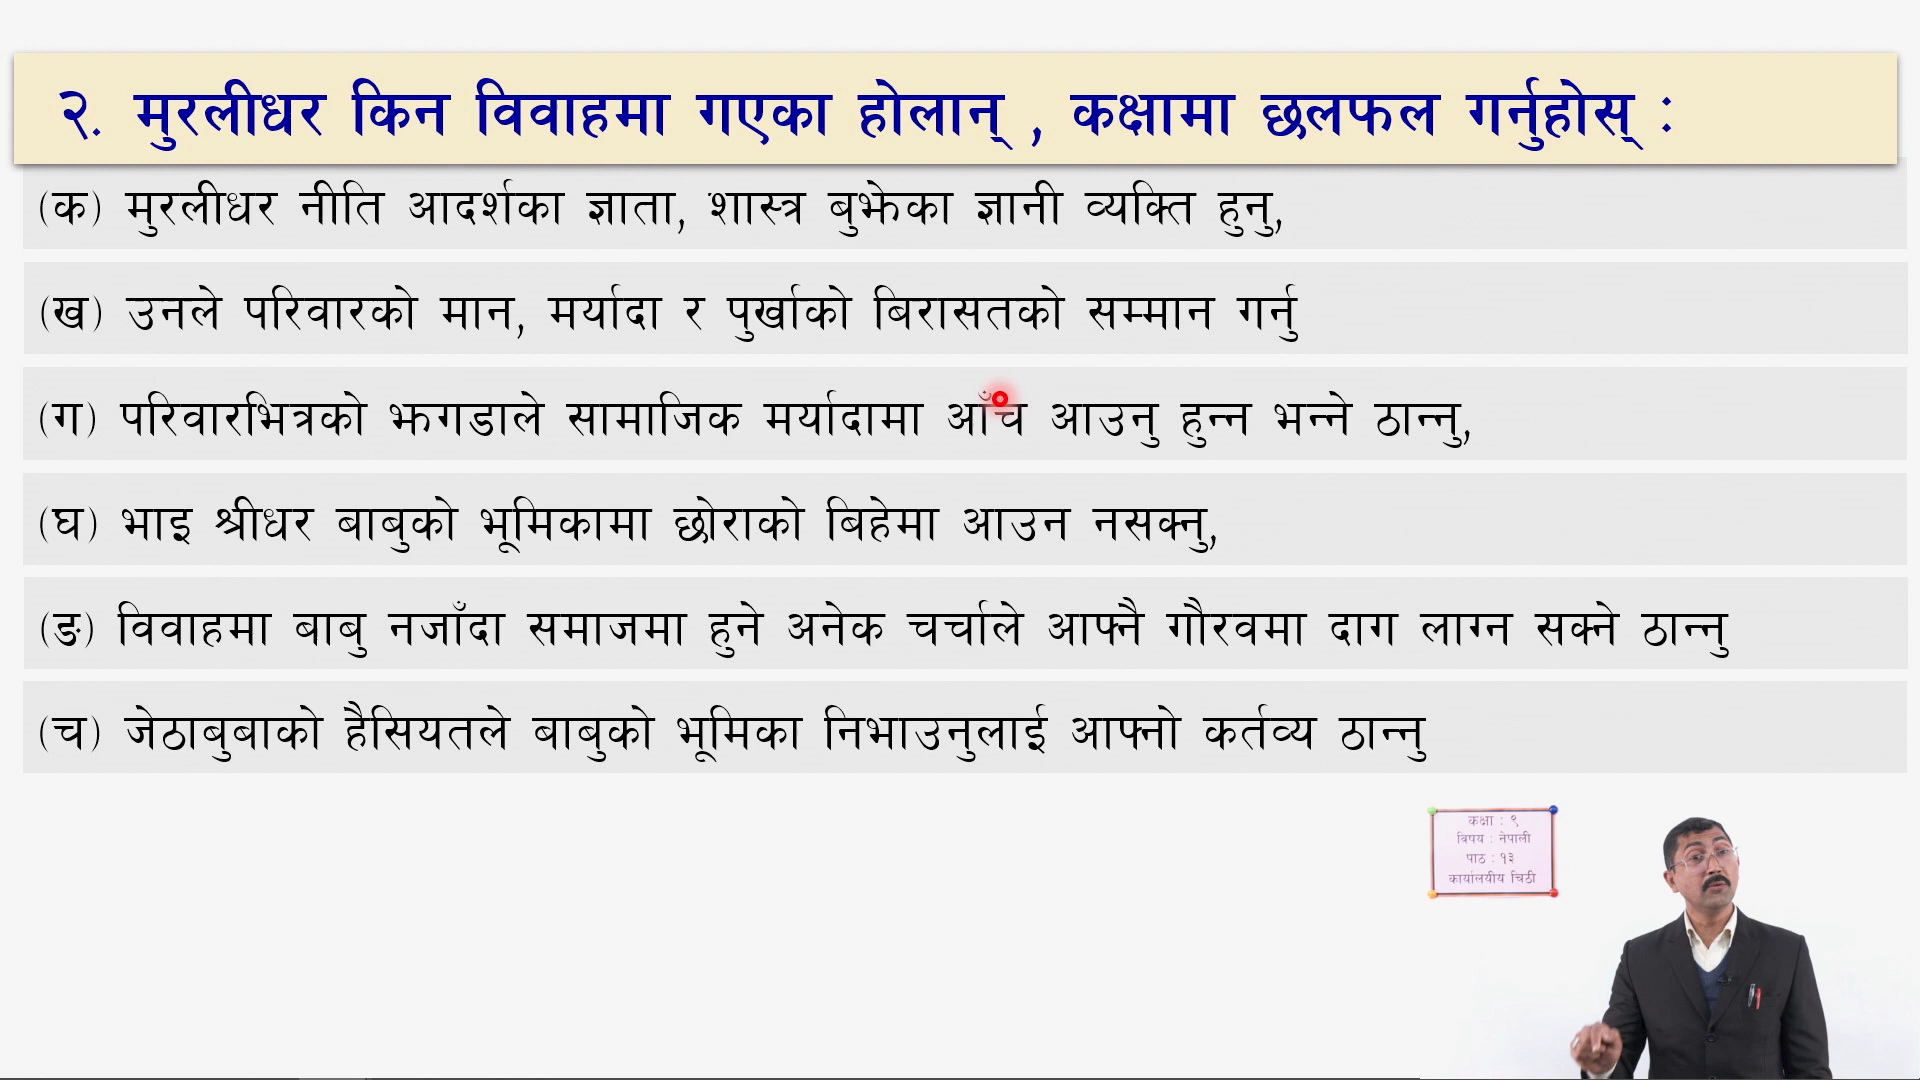 २. मुरलीधर किन विवाहमा गएका होलान् , कक्षामा छलफल गर्नुहोस् :
(क) मुरलीधर नीति आदर्शका ज्ञाता, शास्त्र बुझेका ज्ञानी व्यक्ति हुनु,
(ख) उनले परिवारको मान, मर्यादा र पुर्खाको बिरासतको सम्मान गर्नु
(ग) परिवारभित्रको झगडाले सामाजिक मर्यादामा आँच आउनु हुन्न भन्ने ठान्नु,
(घ) भाइ श्रीधर बाबुको भूमिकामा छोराको बिहेमा आउन नसक्नु,
(ङ) विवाहमा बाबु नजाँदा समाजमा हुने अनेक चर्चाले आफ्नै गौरवमा दाग लाग्न सक्ने ठान्नु
(च) जेठाबुबाको हैसियतले बाबुको भूमिका निभाउनुलाई आफ्नो कर्तव्य ठान्नु
कक्षा : ९
विषय : नेपाली
पाठ : १३
कार्यालयीय चिठी